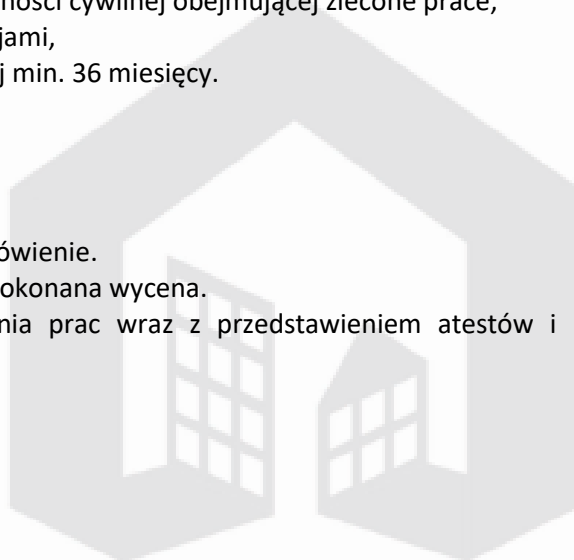 ności cywilnej obejmującej zlecone prace,
jami,
j min. 36 miesięcy.
ówienie.
okonana wycena.
nia prac wraz z przedstawieniem atestów i